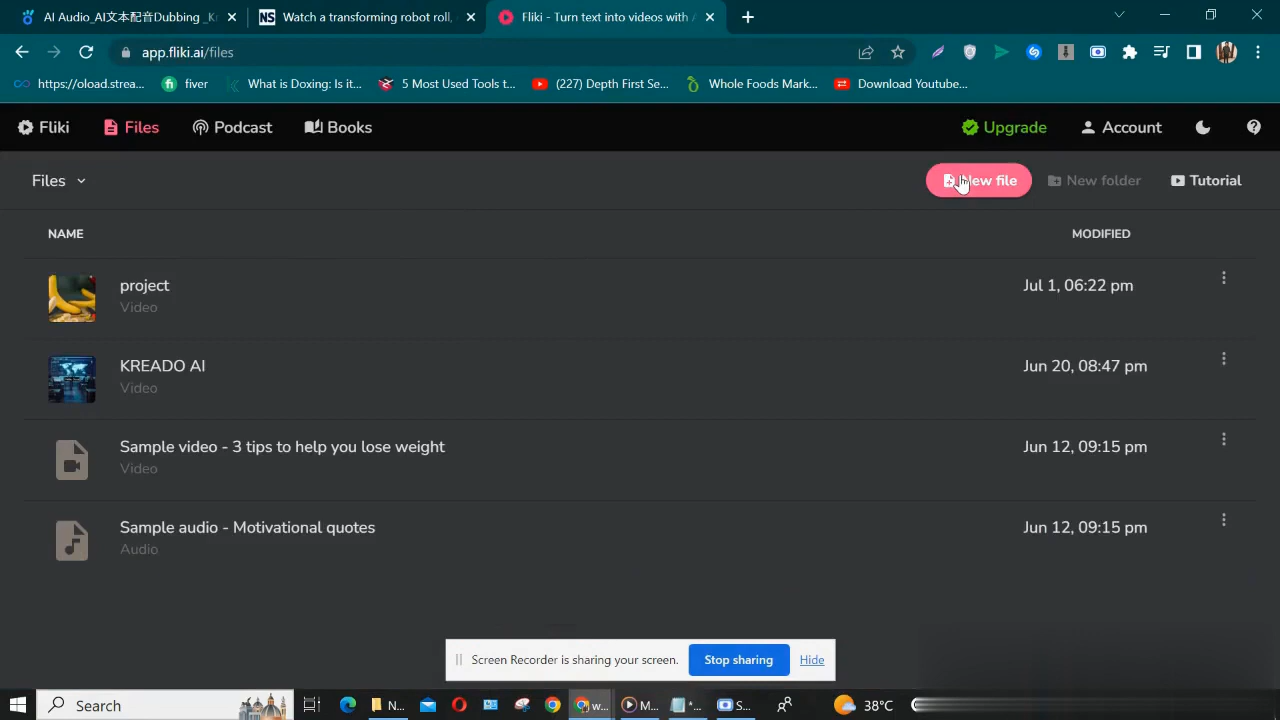 AI Audo_AI文本配音Dubbing _Kr
Watch a transforming robot roll,
Fliki - Turn text into videos with A
app.fliki.ai/files
https://oload.strea...
fiver
What is Doxing: Is it...
5 Most Used Tools t...
(227) Depth First Se...
Whole Foods Mark...
Download Youtube...
Fliki
Files
Podcast
Books
Upgrade
Account
Files
New file
New folder
Tutorial
NAME
MODIFIED
project
Video
Jul 1, 06:22 pm
KREADO AI
Video
Jun 20, 08:47 pm
Sample video - 3 tips to help you lose weight
Video
Jun 12, 09:15 pm
Sample audio - Motivational quotes
Audio
Jun 12, 09:15 pm
Screen Recorder is sharing your screen.
Stop sharing
Hide
Search
N...
w...
M...
*...
S...
38°C